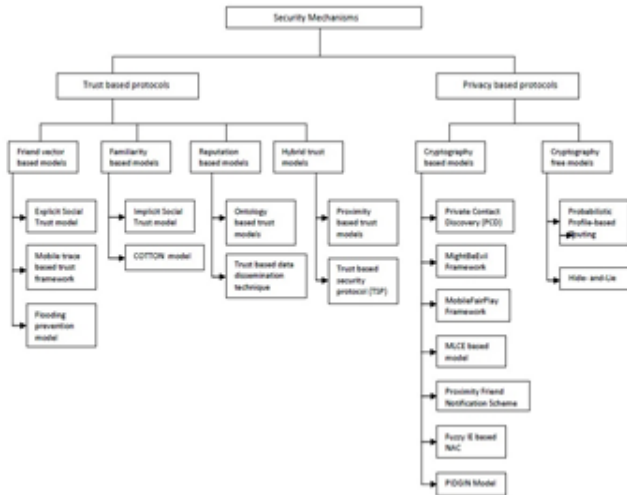 Security Mechanisms
Trust based protocols
Privacy based protocols
Friend vector
based models
Familiarity
based models
Reputation
based models
Hybrid trust
models
Cryptography
based models
Cryptography
free models
Explicit Social
Trust model
Mobile trace
based trust
framework
Flooding
prevention
model
Implicit Social
Trust model
COTTON model
Ontology
based trust
models
Trust based data
dissemination
technique
Proximity
based trust
models
Trust based
security
protocol (TSP)
Private Contact
Discovery (PCD)
MightBeEvil
Framework
MobileFairPlay
Framework
MLCE based
model
Proximity Friend
Notification Scheme
Fuzzy IE based
NAC
PIDGIN Model
Probabilistic
Profile-based
Routing
Hide-and-Lie